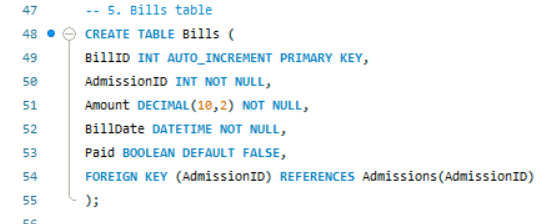 47 -- 5. Bills table
48 CREATE TABLE Bills (
49 BillID INT AUTO_INCREMENT PRIMARY KEY,
50 AdmissionID INT NOT NULL,
51 Amount DECIMAL(10,2) NOT NULL,
52 BillDate DATETIME NOT NULL,
53 Paid BOOLEAN DEFAULT FALSE,
54 FOREIGN KEY (AdmissionID) REFERENCES Admissions(AdmissionID)
55 );